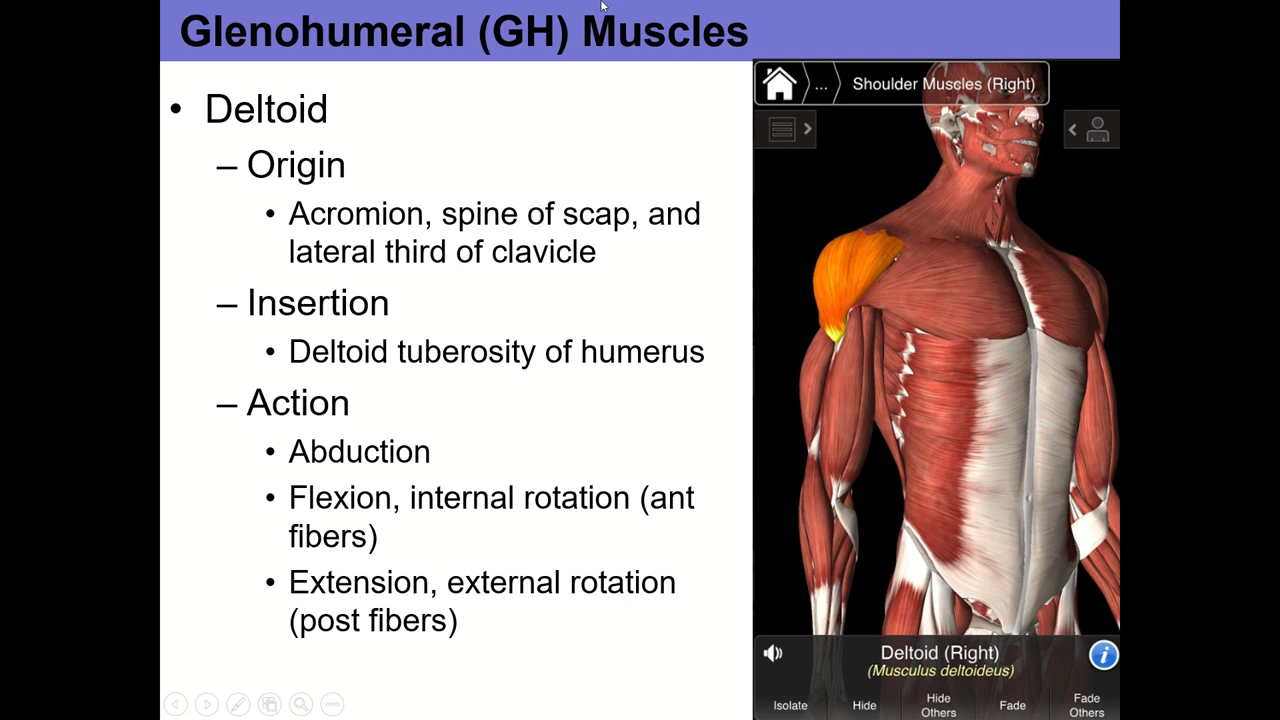 Glenohumeral (GH) Muscles
• Deltoid
– Origin
• Acromion, spine of scap, and
lateral third of clavicle
– Insertion
• Deltoid tuberosity of humerus
– Action
• Abduction
• Flexion, internal rotation (ant
fibers)
• Extension, external rotation
(post fibers)
... Shoulder Muscles (Right)
Deltoid (Right)
(Musculus deltoideus)
Isolate
Hide
Hide
Others
Fade
Fade
Others